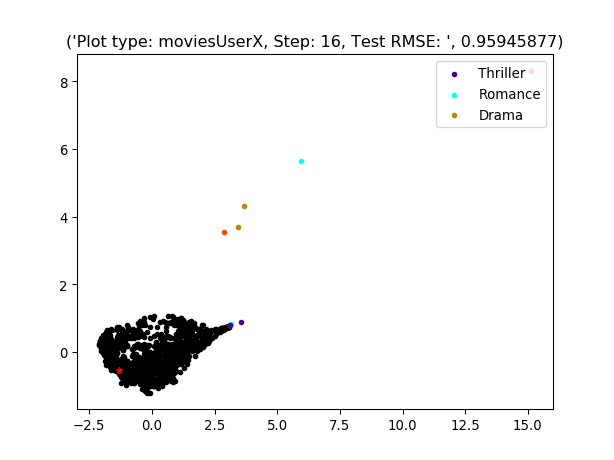 ('Plot type: moviesUserX, Step: 16, Test RMSE: ', 0.95945877)
Thriller
Romance
Drama
8
6
4
2
0
−2.5 0.0 2.5 5.0 7.5 10.0 12.5 15.0